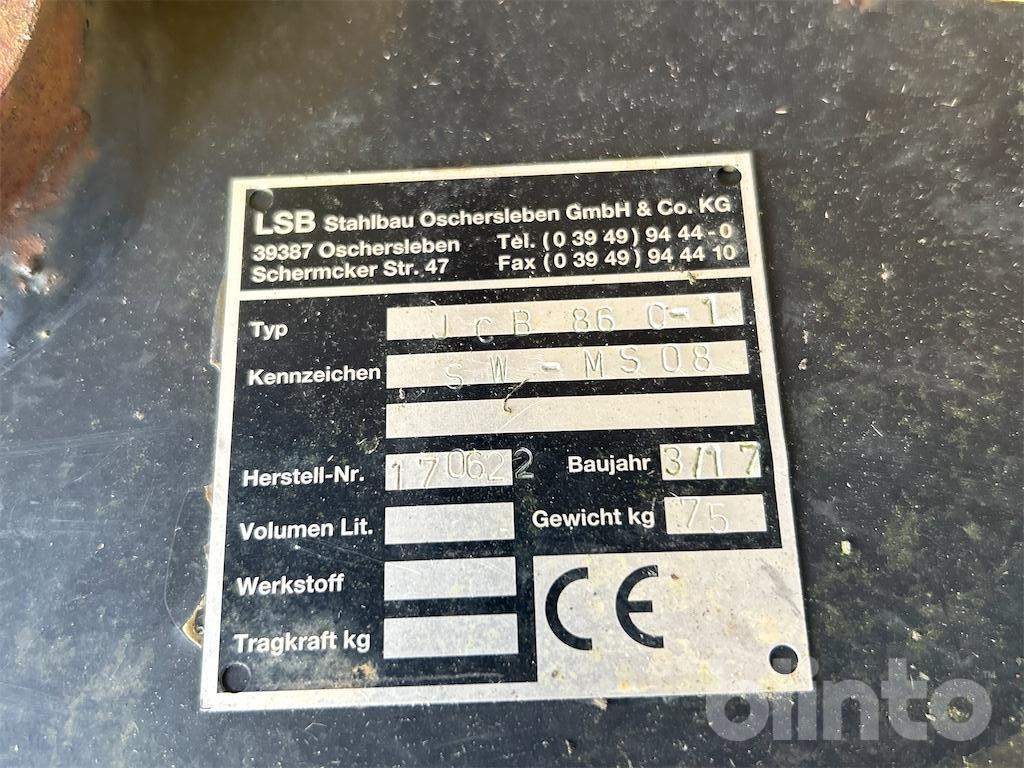 LSB Stahlbau Oschersleben GmbH & Co. KG
39387 Oschersleben Tel. (0 39 49) 94 44 - 0
Schermcker Str. 47 Fax (0 39 49) 94 44 10
Typ JCB 86 C-1
Kennzeichen SW-MS08
Herstell-Nr. 170622 Baujahr 3/17
Volumen Lit. Gewicht kg 75
Werkstoff
Tragkraft kg
CE
blinto